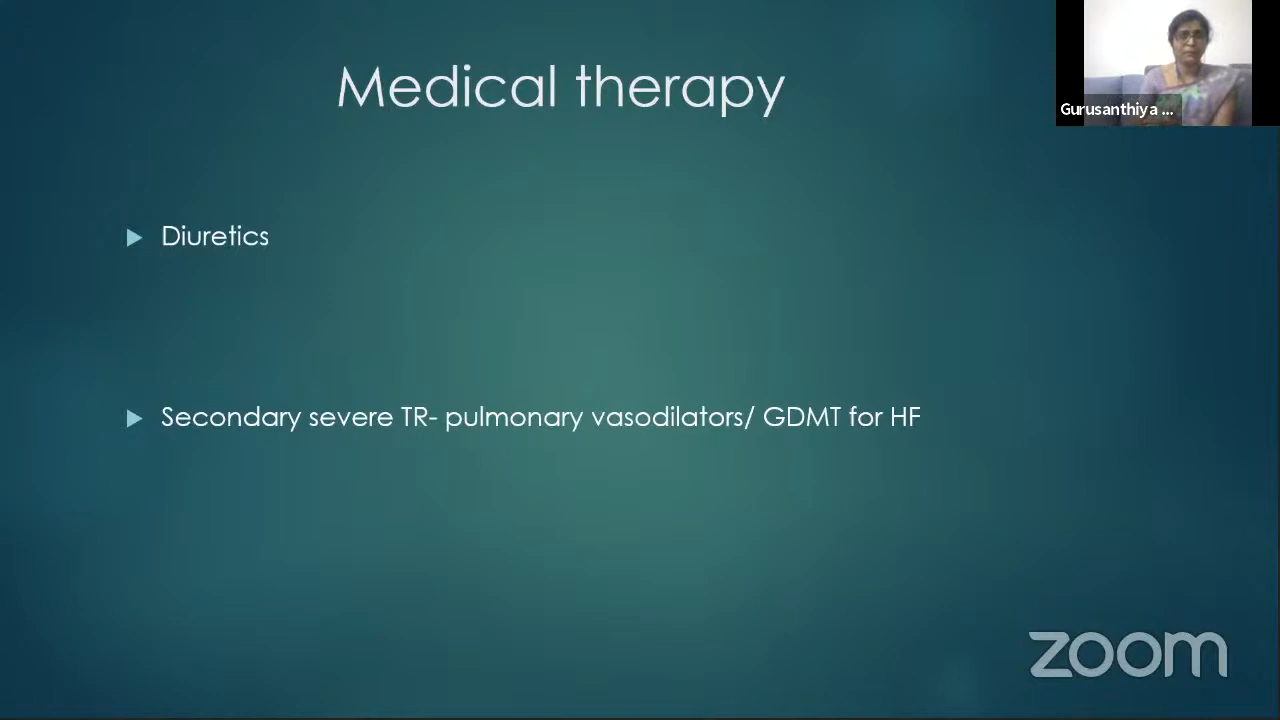 Medical therapy
Gurusanthiya ...
Diuretics
Secondary severe TR- pulmonary vasodilators/ GDMT for HF
zoom